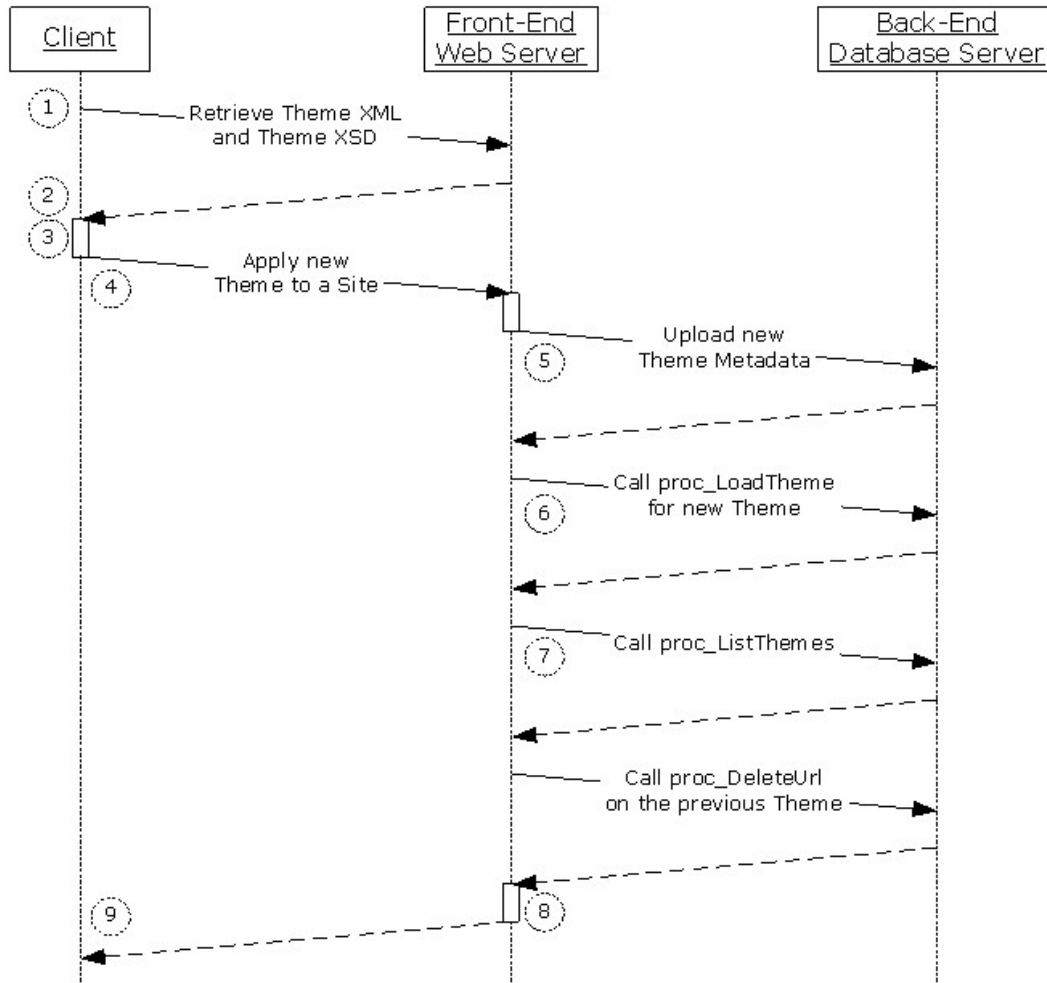 Client
Front-End
Web Server
Back-End
Database Server
1
Retrieve Theme XML
and Theme XSD
2
3
4
Apply new
Theme to a Site
5
Upload new
Theme Metadata
6
Call proc_LoadTheme
for new Theme
7
Call proc_ListThemes
Call proc_DeleteUrl
on the previous Theme
8
9